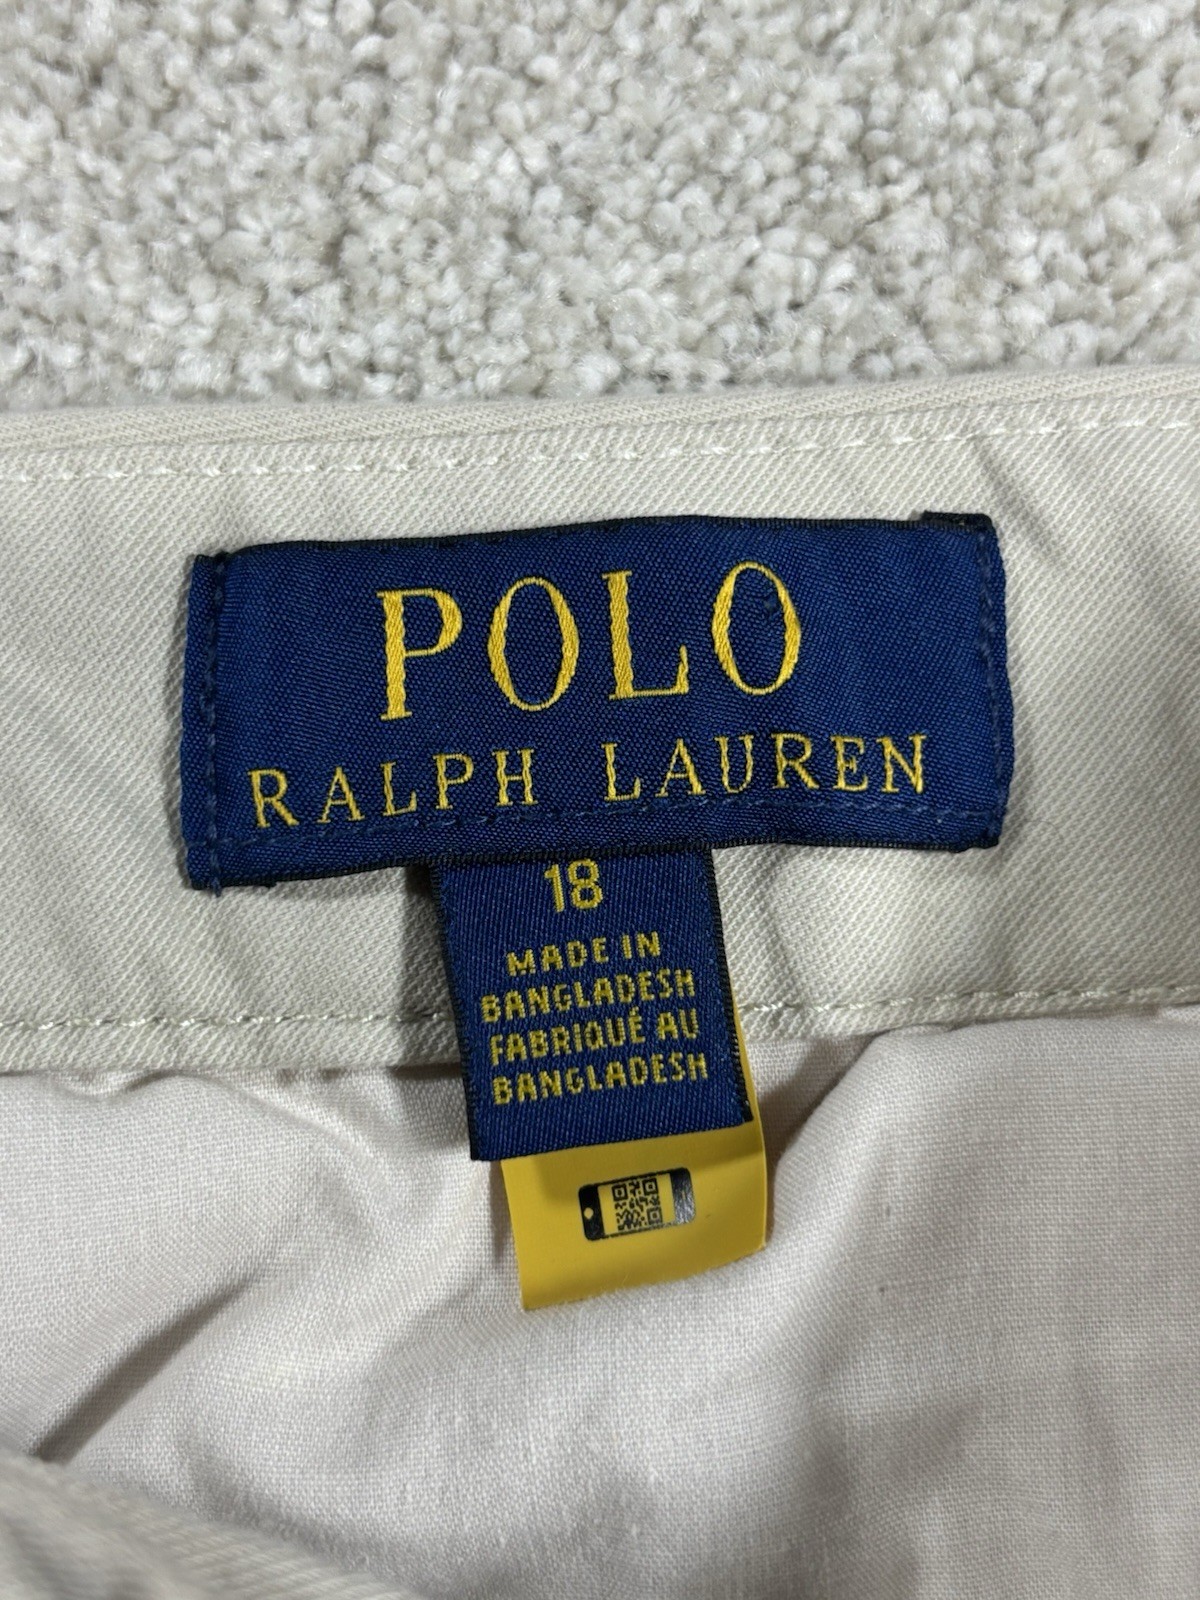 POLO
RALPH LAUREN
18
MADE IN
BANGLADESH
FABRIQUÉ AU
BANGLADESH